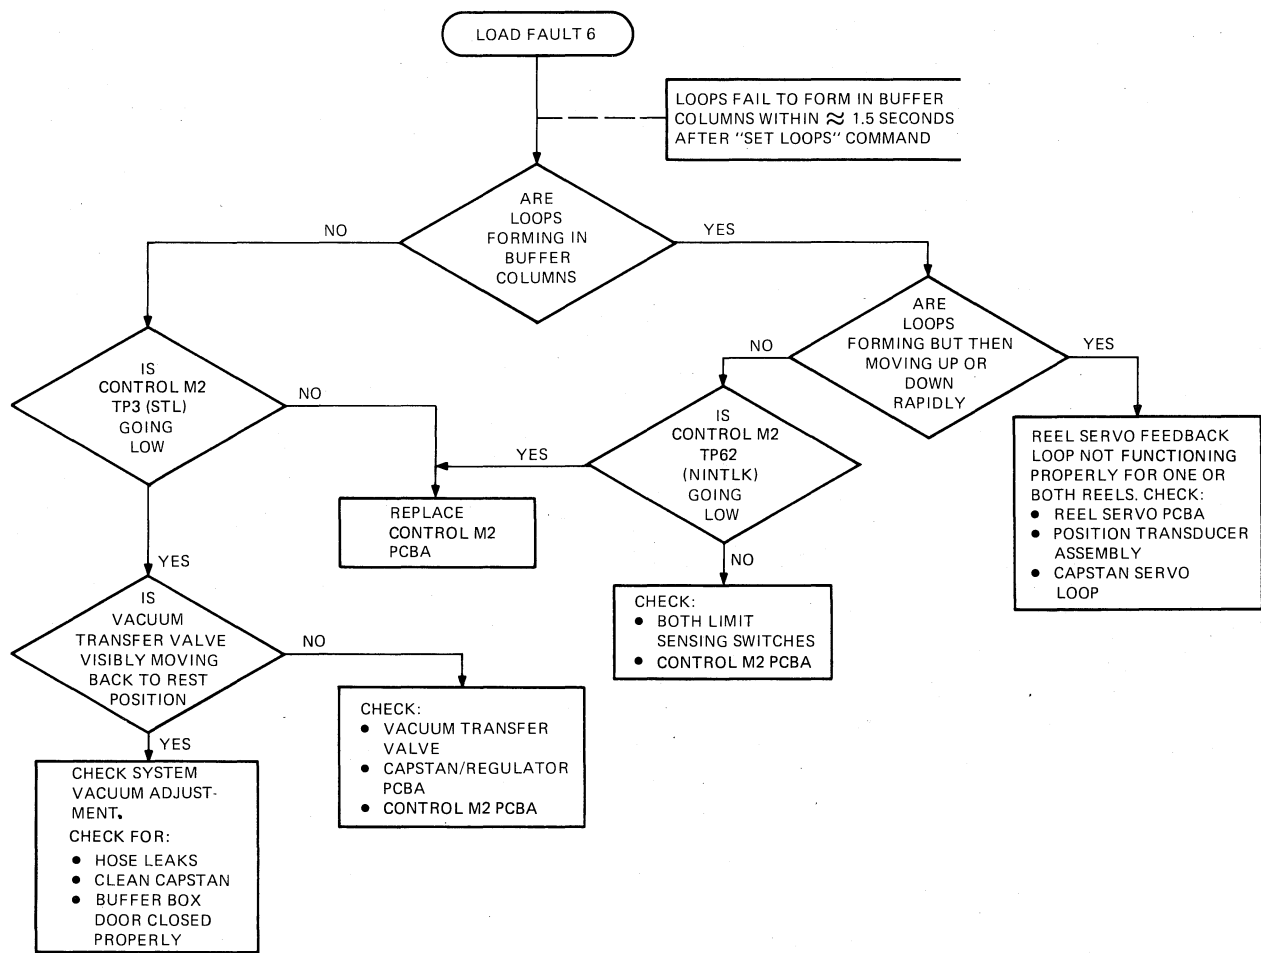 LOAD FAULT 6
LOOPS FAIL TO FORM IN BUFFER
COLUMNS WITHIN ≈ 1.5 SECONDS
AFTER "SET LOOPS" COMMAND
ARE
LOOPS
FORMING IN
BUFFER
COLUMNS
NO
YES
ARE
LOOPS
FORMING BUT THEN
MOVING UP OR
DOWN
RAPIDLY
NO
YES
IS
CONTROL M2
TP3 (STL)
GOING
LOW
NO
YES
IS
CONTROL M2
TP62
(NINTLK)
GOING
LOW
YES
NO
REEL SERVO FEEDBACK
LOOP NOT FUNCTIONING
PROPERLY FOR ONE OR
BOTH REELS. CHECK:
● REEL SERVO PCBA
● POSITION TRANSDUCER
ASSEMBLY
● CAPSTAN SERVO
LOOP
REPLACE
CONTROL M2
PCBA
IS
VACUUM
TRANSFER VALVE
VISIBLY MOVING
BACK TO REST
POSITION
NO
YES
CHECK:
● BOTH LIMIT
SENSING SWITCHES
● CONTROL M2 PCBA
CHECK:
● VACUUM TRANSFER
VALVE
● CAPSTAN/REGULATOR
PCBA
● CONTROL M2 PCBA
CHECK SYSTEM
VACUUM ADJUST-
MENT.
CHECK FOR:
● HOSE LEAKS
● CLEAN CAPSTAN
● BUFFER BOX
DOOR CLOSED
PROPERLY